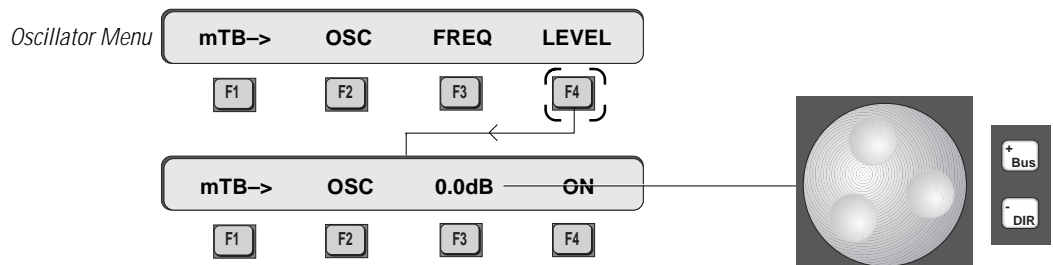 Oscillator Menu
mTB–> OSC FREQ LEVEL
F1 F2 F3 F4
mTB–> OSC 0.0dB ON
F1 F2 F3 F4
+
Bus
-
DIR